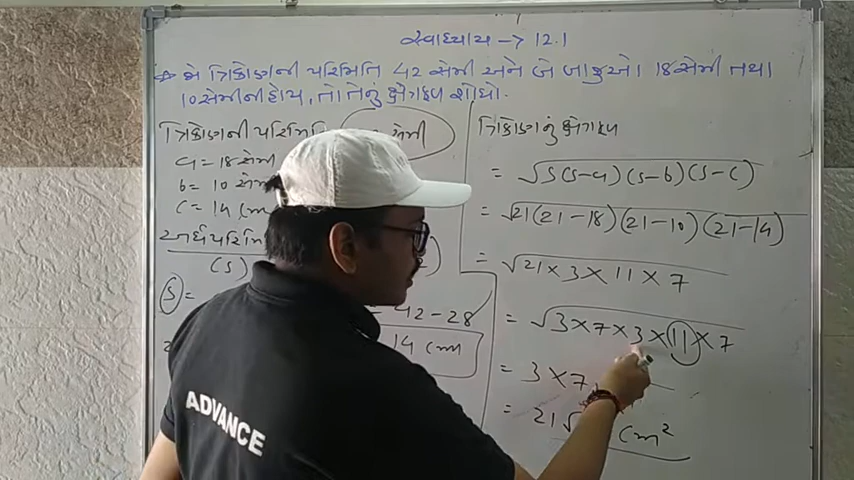 સ્વાધ્યાય → 12.1
* જે ત્રિકોણની પરિમિતિ 42 સેમી અને બે બાજુઓ 18 સેમી તથા
10 સેમીની હોય, તો તેનું ક્ષેત્રફળ શોધો.
ત્રિકોણની પરિમિતિ સેમી
a = 18 સેમી
b = 10 સેમી
c = 14 (cm
અર્ધપરિમિ
(s)
(s) =
- 42 - 28
14 cm
ત્રિકોણનું ક્ષેત્રફળ
= √s(s-a)(s-b)(s-c)
= √21(21-18)(21-10)(21-14)
= √21×3×11×7
= √3×7×3×11×7
= 3×7
= 21√ cm²
ADVANCE